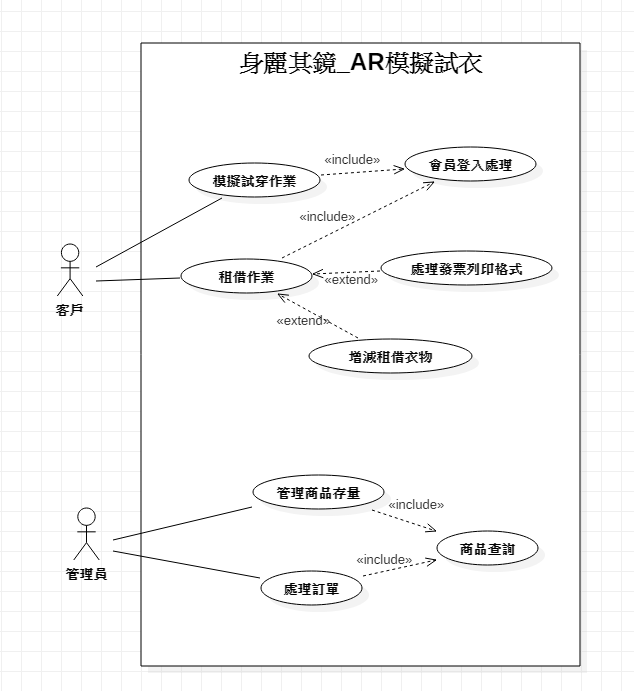 身麗其鏡_AR模擬試衣
«include»
會員登入處理
模擬試穿作業
«include»
租借作業
處理發票列印格式
«extend»
客戶
«extend»
增減租借衣物
管理商品存量
«include»
商品查詢
«include»
管理員
處理訂單